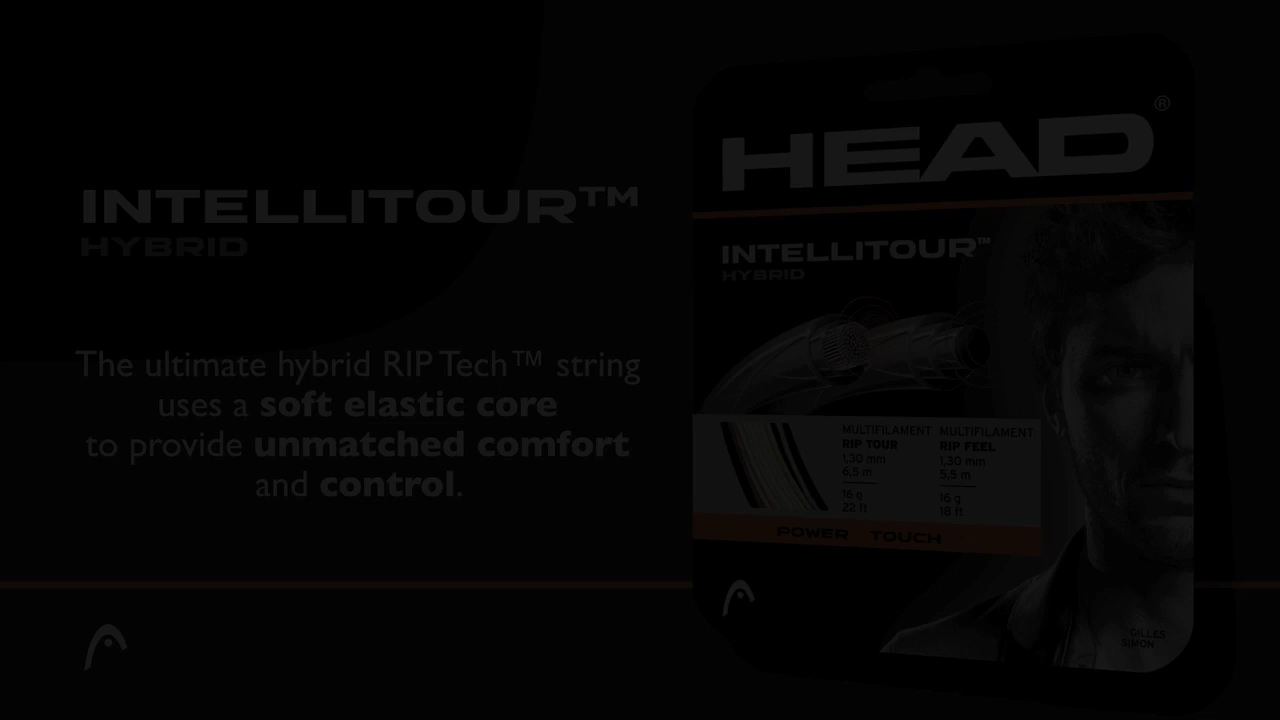 INTELLITOUR™
HYBRID
The ultimate hybrid RIP Tech™ string
uses a soft elastic core
to provide unmatched comfort
and control.
HEAD®
INTELLITOUR™
HYBRID
MULTIFILAMENT
RIP TOUR
1,30 mm
6,5 m
16 g
22 ft
MULTIFILAMENT
RIP FEEL
1,30 mm
5,5 m
16 g
18 ft
POWER TOUCH
GILLES
SIMON